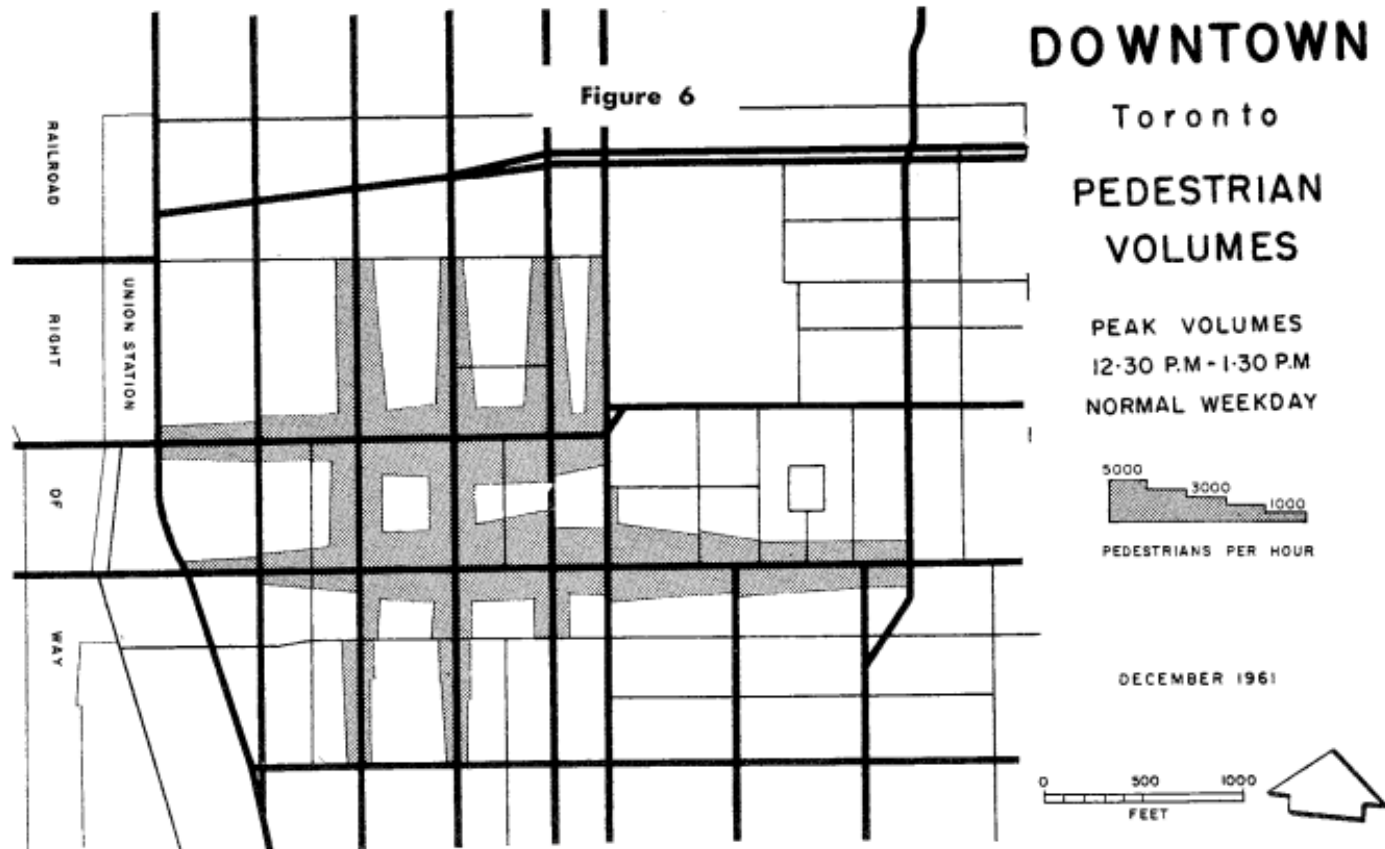 Figure 6
RAILROAD
RIGHT
OF
WAY
UNION STATION
DOWNTOWN
Toronto
PEDESTRIAN
VOLUMES
PEAK VOLUMES
12·30 P.M - 1·30 P.M
NORMAL WEEKDAY
5000
3000
1000
PEDESTRIANS PER HOUR
DECEMBER 1961
0 500 1000
FEET